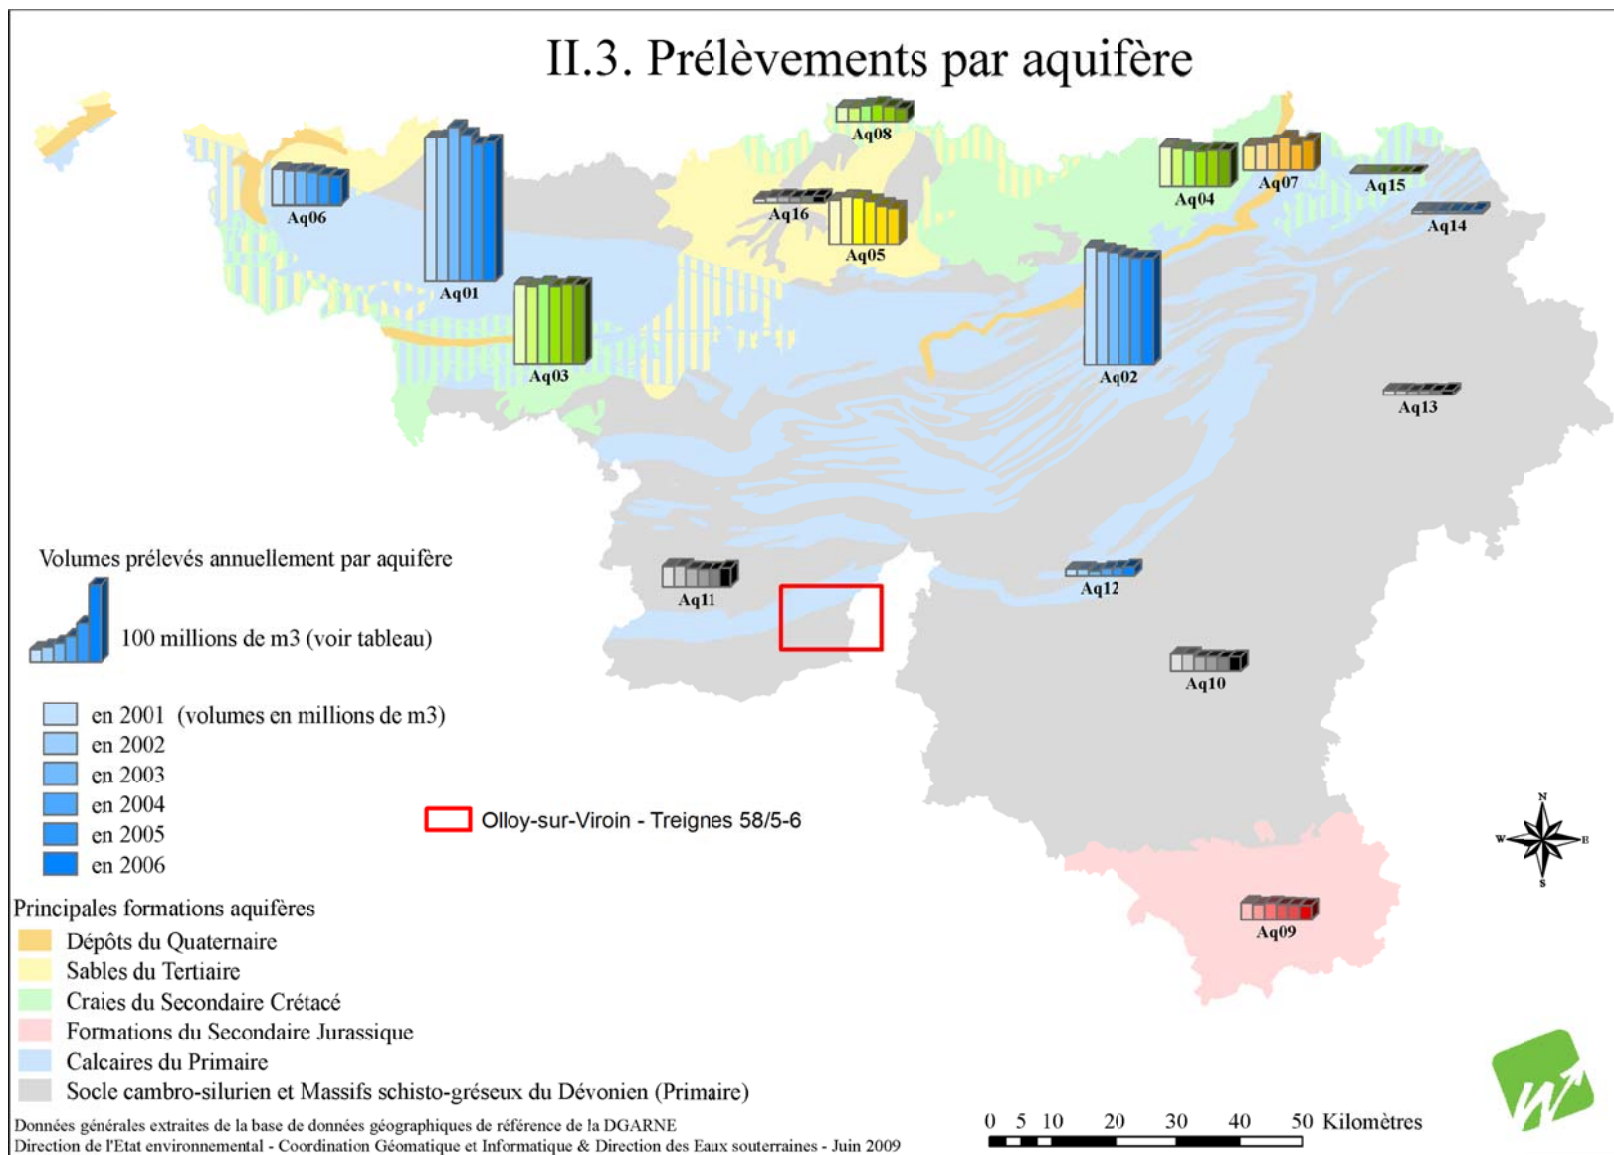 II.3. Prélèvements par aquifère
Aq08
Aq06
Aq16
Aq04
Aq07
Aq15
Aq14
Aq05
Aq01
Aq03
Aq02
Aq13
Aq11
Aq12
Aq10
Aq09
Volumes prélevés annuellement par aquifère
100 millions de m3 (voir tableau)
en 2001 (volumes en millions de m3)
en 2002
en 2003
en 2004
en 2005
en 2006
Olloy-sur-Viroin - Treignes 58/5-6
N
W E
S
Principales formations aquifères
Dépôts du Quaternaire
Sables du Tertiaire
Craies du Secondaire Crétacé
Formations du Secondaire Jurassique
Calcaires du Primaire
Socle cambro-silurien et Massifs schisto-gréseux du Dévonien (Primaire)
0 5 10 20 30 40 50 Kilomètres
Données générales extraites de la base de données géographiques de référence de la DGARNE
Direction de l'Etat environnemental - Coordination Géomatique et Informatique & Direction des Eaux souterraines - Juin 2009